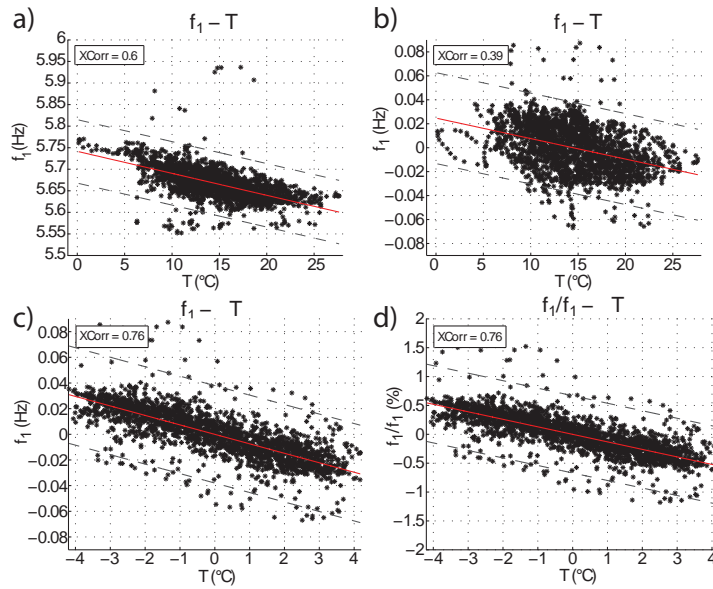 a)
f1 – T
XCorr = 0.6
6
5.95
5.9
5.85
5.8
5.75
5.7
5.65
5.6
5.55
5.5
f1 (Hz)
0 5 10 15 20 25
T (°C)
b)
f1 – T
XCorr = 0.39
0.08
0.06
0.04
0.02
0
−0.02
−0.04
−0.06
−0.08
f1 (Hz)
0 5 10 15 20 25
T (°C)
c)
f1 – T
XCorr = 0.76
0.08
0.06
0.04
0.02
0
−0.02
−0.04
−0.06
−0.08
f1 (Hz)
−4 −3 −2 −1 0 1 2 3 4
T (°C)
d)
f1/f1 – T
XCorr = 0.76
2
1.5
1
0.5
0
−0.5
−1
−1.5
−2
f1/f1 (%)
−4 −3 −2 −1 0 1 2 3 4
T (°C)